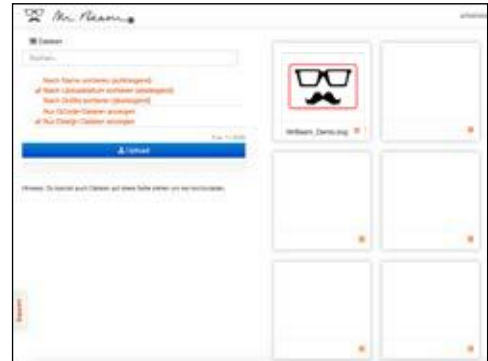 Mr Beam
arbeiten
Dateien
Suchen...
Nach Name sortieren (aufsteigend)
Nach Uploaddatum sortieren (absteigend)
Nach Größe sortieren (absteigend)
Nur GCode-Dateien anzeigen
Nur Design-Dateien anzeigen
Upload
MrBeam_Demo.svg
Hinweis: Du kannst auch Dateien auf diese Seite ziehen um sie hochzuladen.
Support